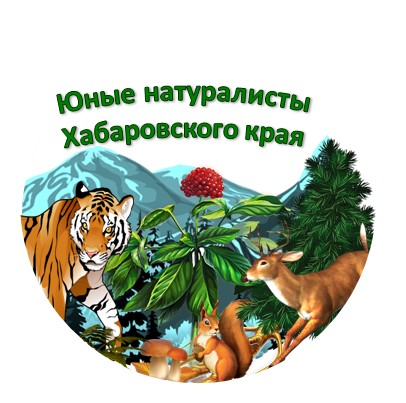 Юные натуралисты
Хабаровского края